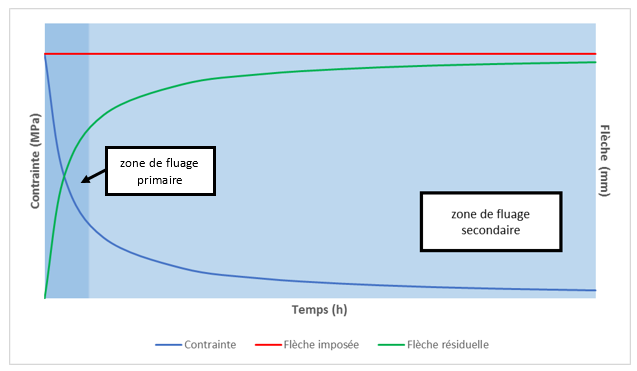 Contrainte (MPa)
zone de fluage
primaire
zone de fluage
secondaire
Flèche (mm)
Temps (h)
Contrainte
Flèche imposée
Flèche résiduelle